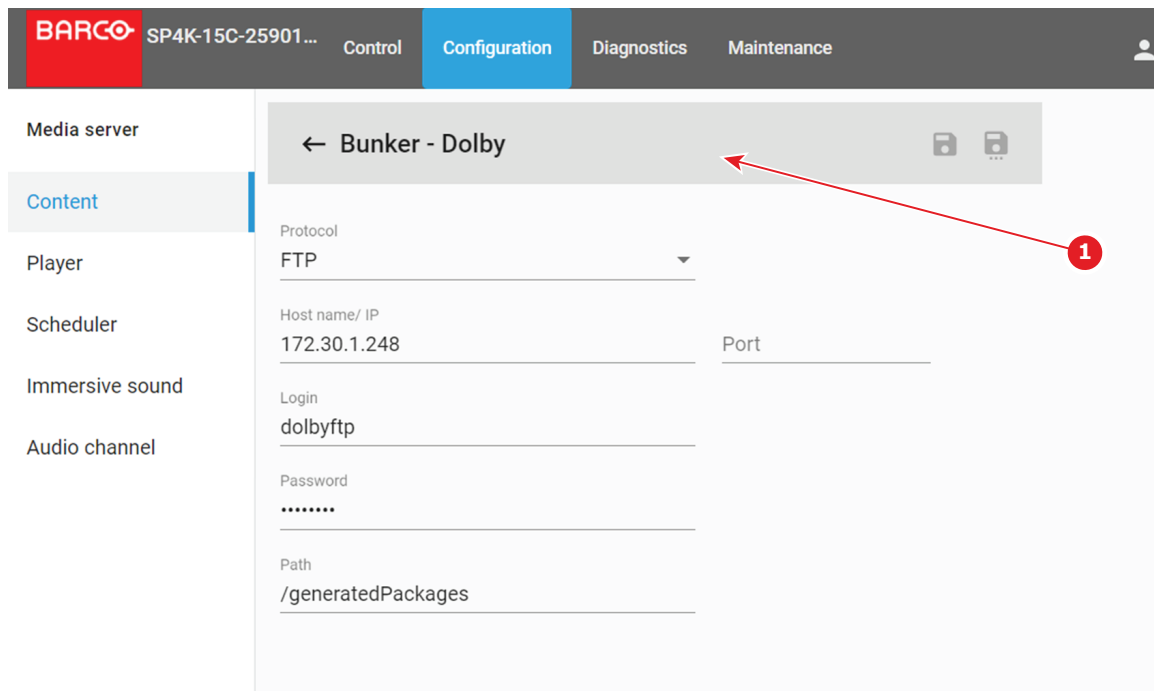 BARCO SP4K-15C-25901... Control Configuration Diagnostics Maintenance
Media server
Content
Player
Scheduler
Immersive sound
Audio channel
← Bunker - Dolby
1
Protocol
FTP
Host name/ IP
172.30.1.248 Port
Login
dolbyftp
Password
••••••••
Path
/generatedPackages